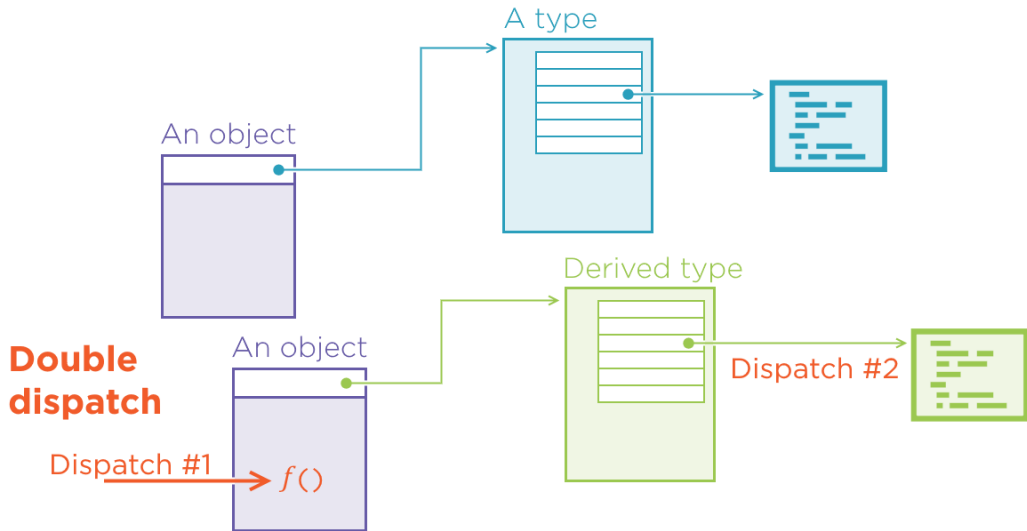 A type
An object
Derived type
An object
Double
dispatch
Dispatch #2
Dispatch #1
f()